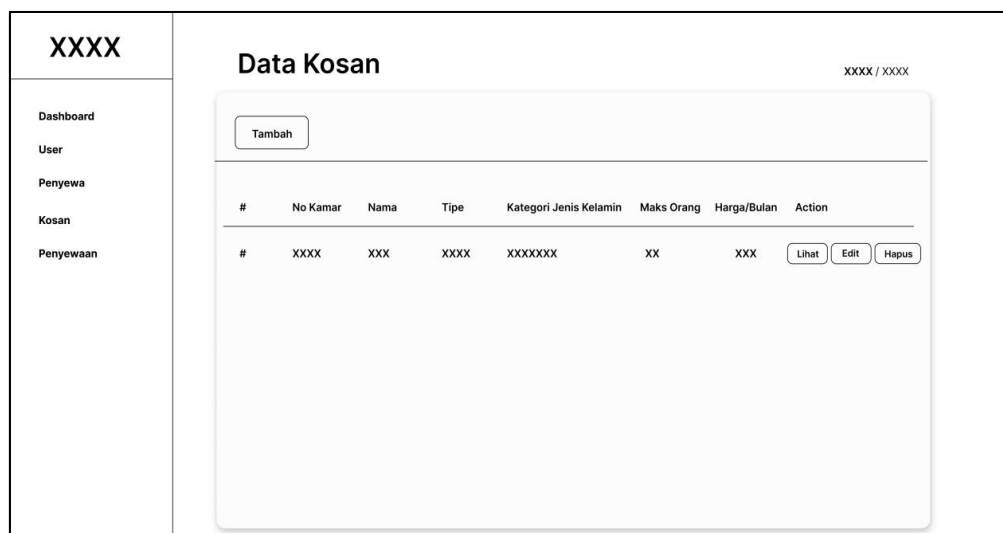 XXXX
Dashboard
User
Penyewa
Kosan
Penyewaan
Data Kosan
XXXX / XXXX
Tambah
# No Kamar Nama Tipe Kategori Jenis Kelamin Maks Orang Harga/Bulan Action
# XXXX XXX XXXX XXXXXXX XX XXX Lihat Edit Hapus